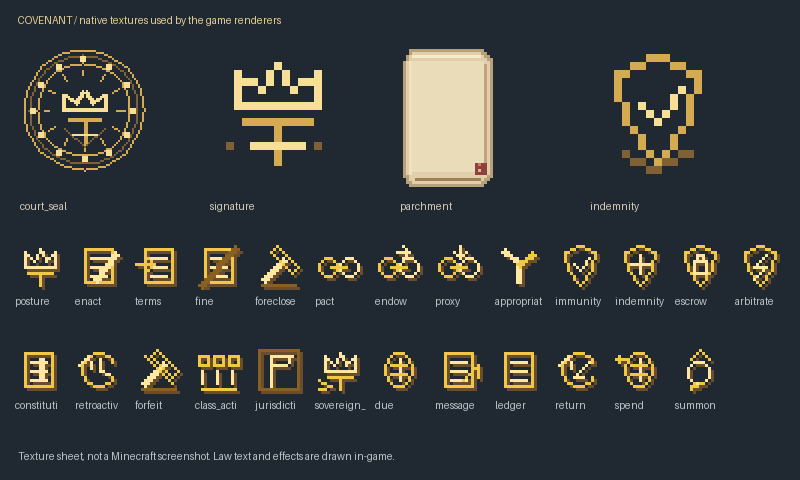 COVENANT / native textures used by the game renderers
court_seal signature parchment indemnity
posture enact terms fine foreclose pact endow proxy appropriat immunity indemnity escrow arbitrate
constituti retroactiv forfeit class_acti jurisdicti sovereign_ due message ledger return spend summon
Texture sheet, not a Minecraft screenshot. Law text and effects are drawn in-game.